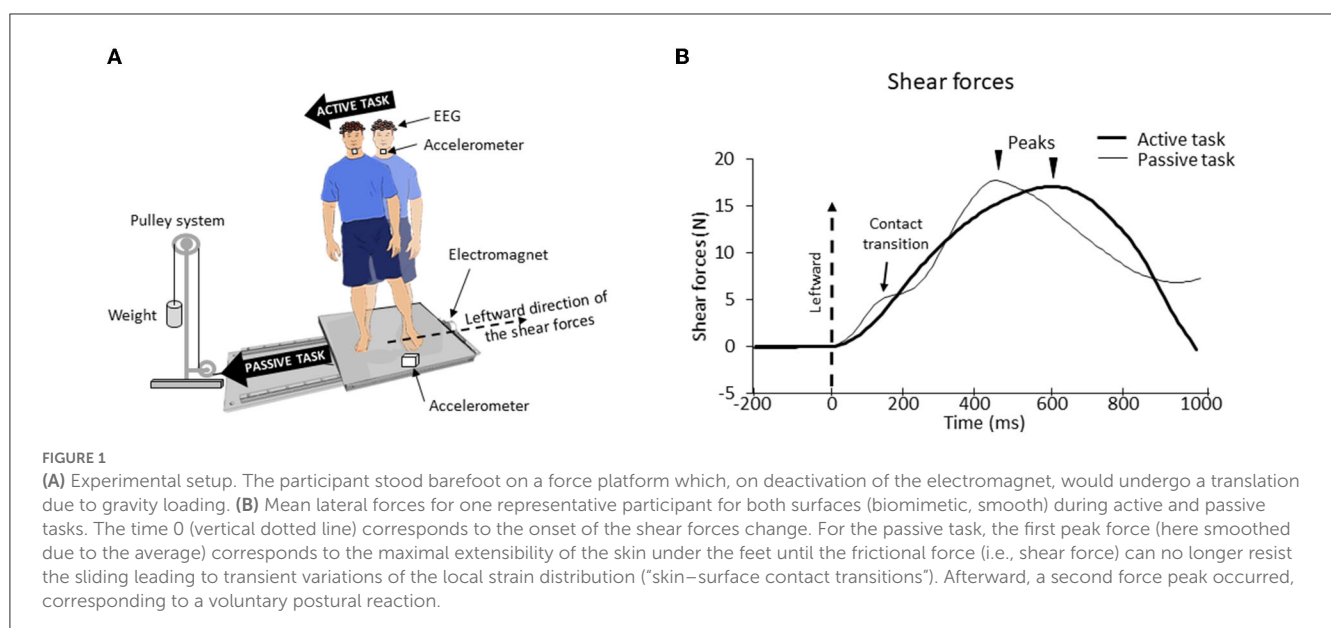 A
ACTIVE TASK
EEG
Accelerometer
Pulley system
Electromagnet
Weight
Leftward direction of
the shear forces
PASSIVE TASK
Accelerometer
B
Shear forces
Peaks
Active task
Passive task
Contact
transition
Leftward
Shear forces (N)
20
15
10
5
0
-5
-200
0
200
400
600
800
1000
Time (ms)
FIGURE 1
(A) Experimental setup. The participant stood barefoot on a force platform which, on deactivation of the electromagnet, would undergo a translation
due to gravity loading. (B) Mean lateral forces for one representative participant for both surfaces (biomimetic, smooth) during active and passive
tasks. The time 0 (vertical dotted line) corresponds to the onset of the shear forces change. For the passive task, the first peak force (here smoothed
due to the average) corresponds to the maximal extensibility of the skin under the feet until the frictional force (i.e., shear force) can no longer resist
the sliding leading to transient variations of the local strain distribution (“skin–surface contact transitions”). Afterward, a second force peak occurred,
corresponding to a voluntary postural reaction.